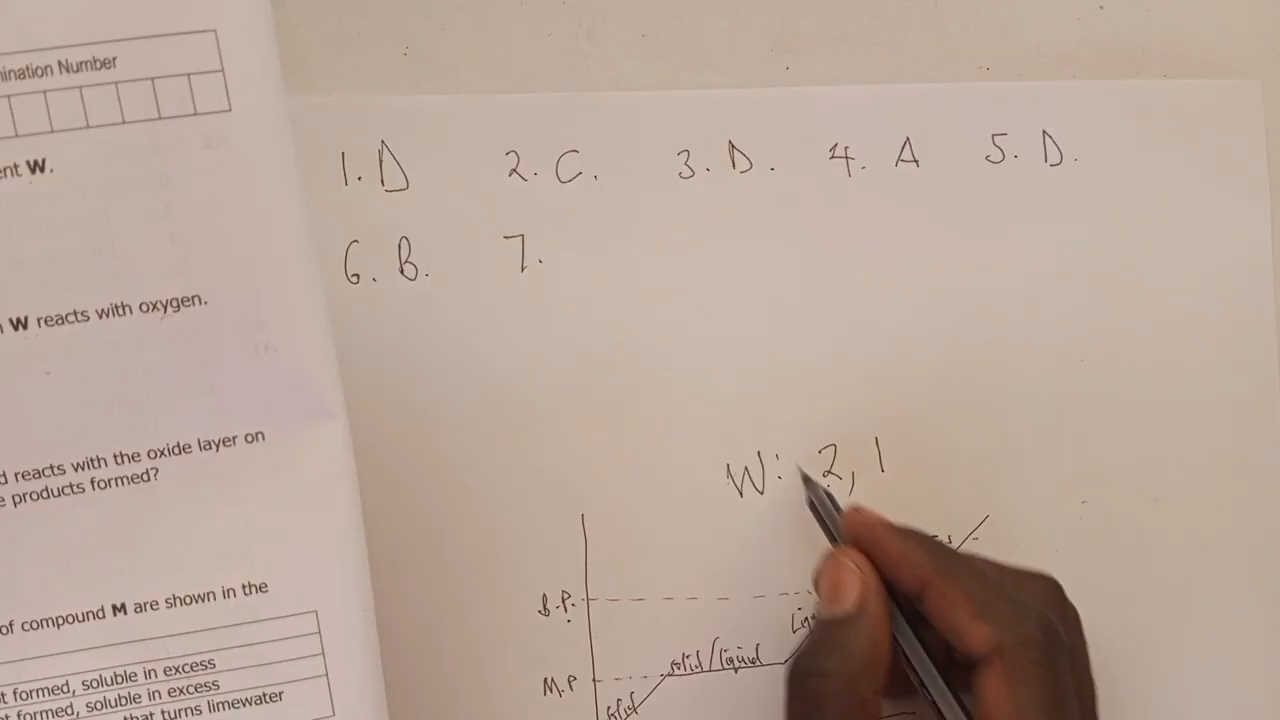 ination Number
ent W.
W reacts with oxygen.
d reacts with the oxide layer on
e products formed?
of compound M are shown in the
t formed, soluble in excess
t formed, soluble in excess
that turns limewater
1. D 2. C. 3. D. 4. A 5. D.
6. B. 7.
W: 2, 1
B.P.
solid/liquid
M.P
solid